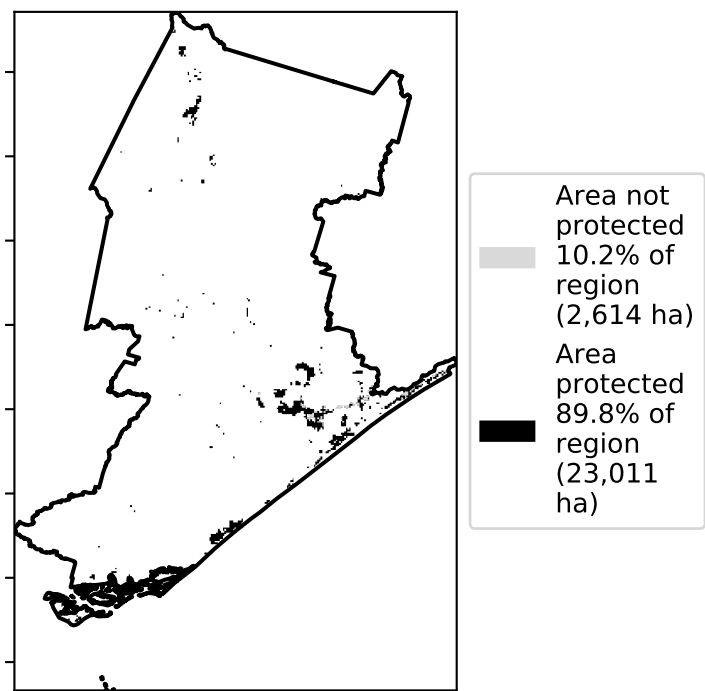 Area not
protected
10.2% of
region
(2,614 ha)
Area
protected
89.8% of
region
(23,011
ha)